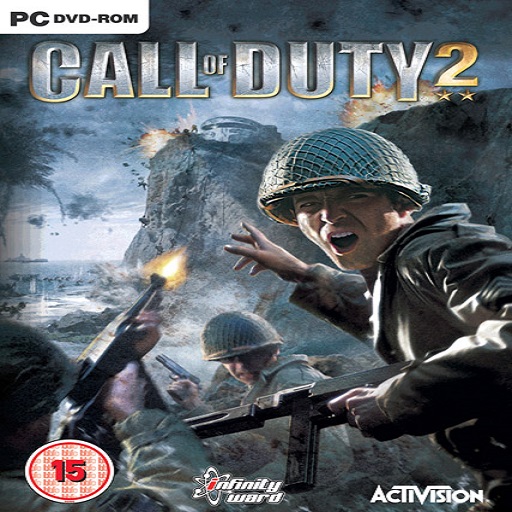 PC DVD-ROM
CALL OF DUTY 2
15
infinity ward
ACTIVISION